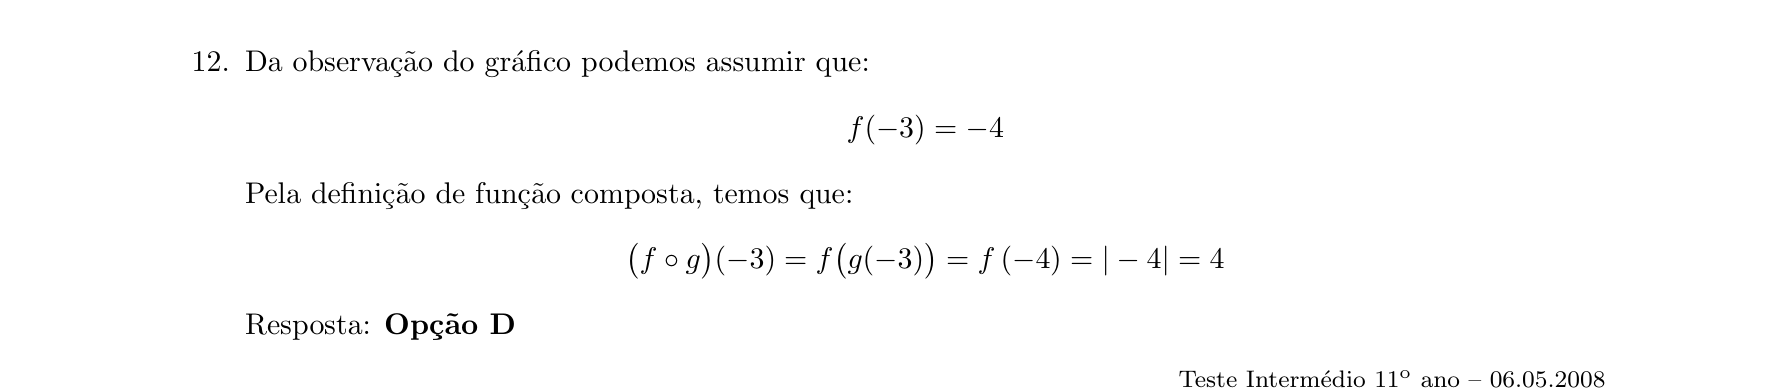 12. Da observação do gráfico podemos assumir que:
f(−3) = −4
Pela definição de função composta, temos que:
(f ∘ g)(−3) = f(g(−3)) = f (−4) = | − 4| = 4
Resposta: Opção D
Teste Intermédio 11º ano – 06.05.2008